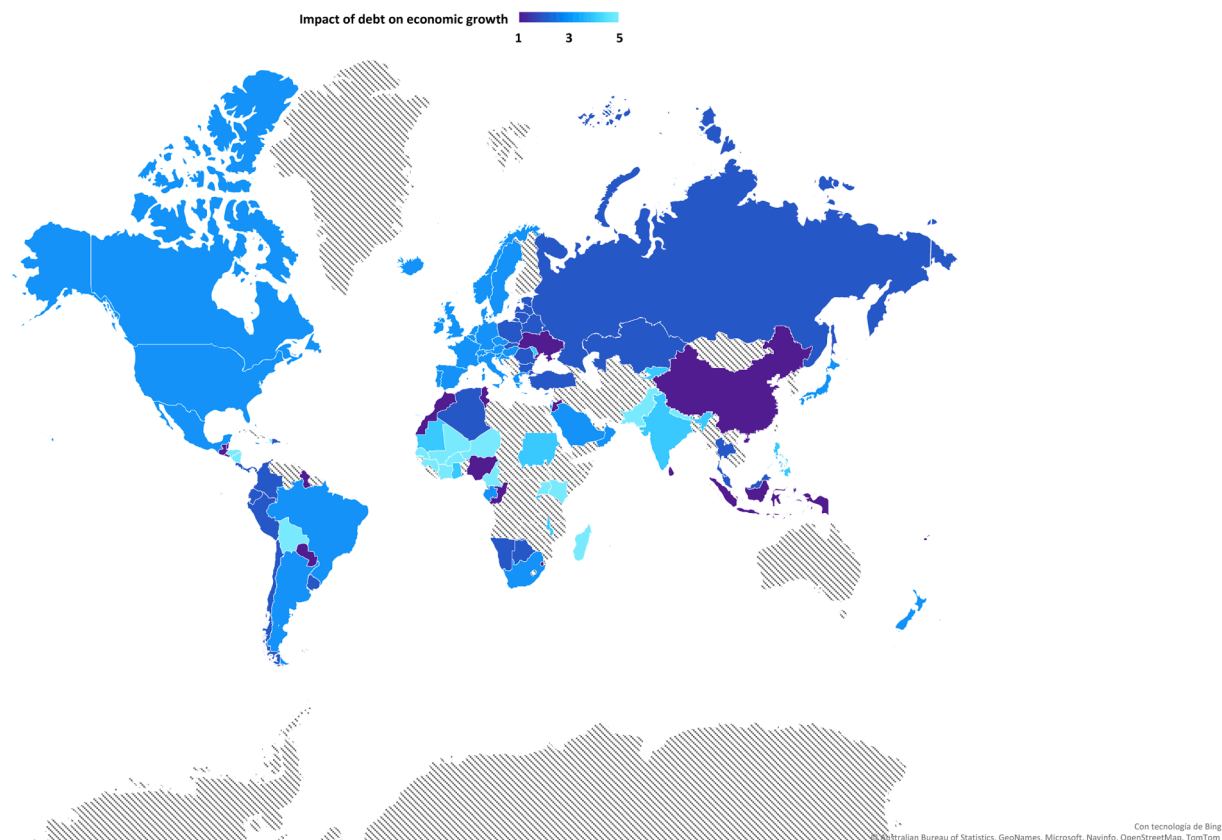 Impact of debt on economic growth
1 3 5
Con tecnología de Bing
© Australian Bureau of Statistics, GeoNames, Microsoft, Navinfo, OpenStreetMap, TomTom